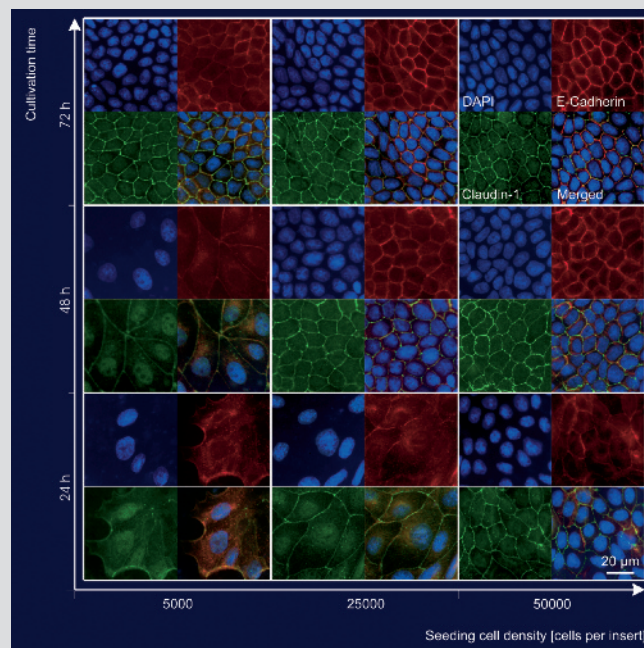 Cultivation time
72 h
DAPI
E-Cadherin
Claudin-1
Merged
48 h
24 h
20 µm
5000
25000
50000
Seeding cell density [cells per insert]